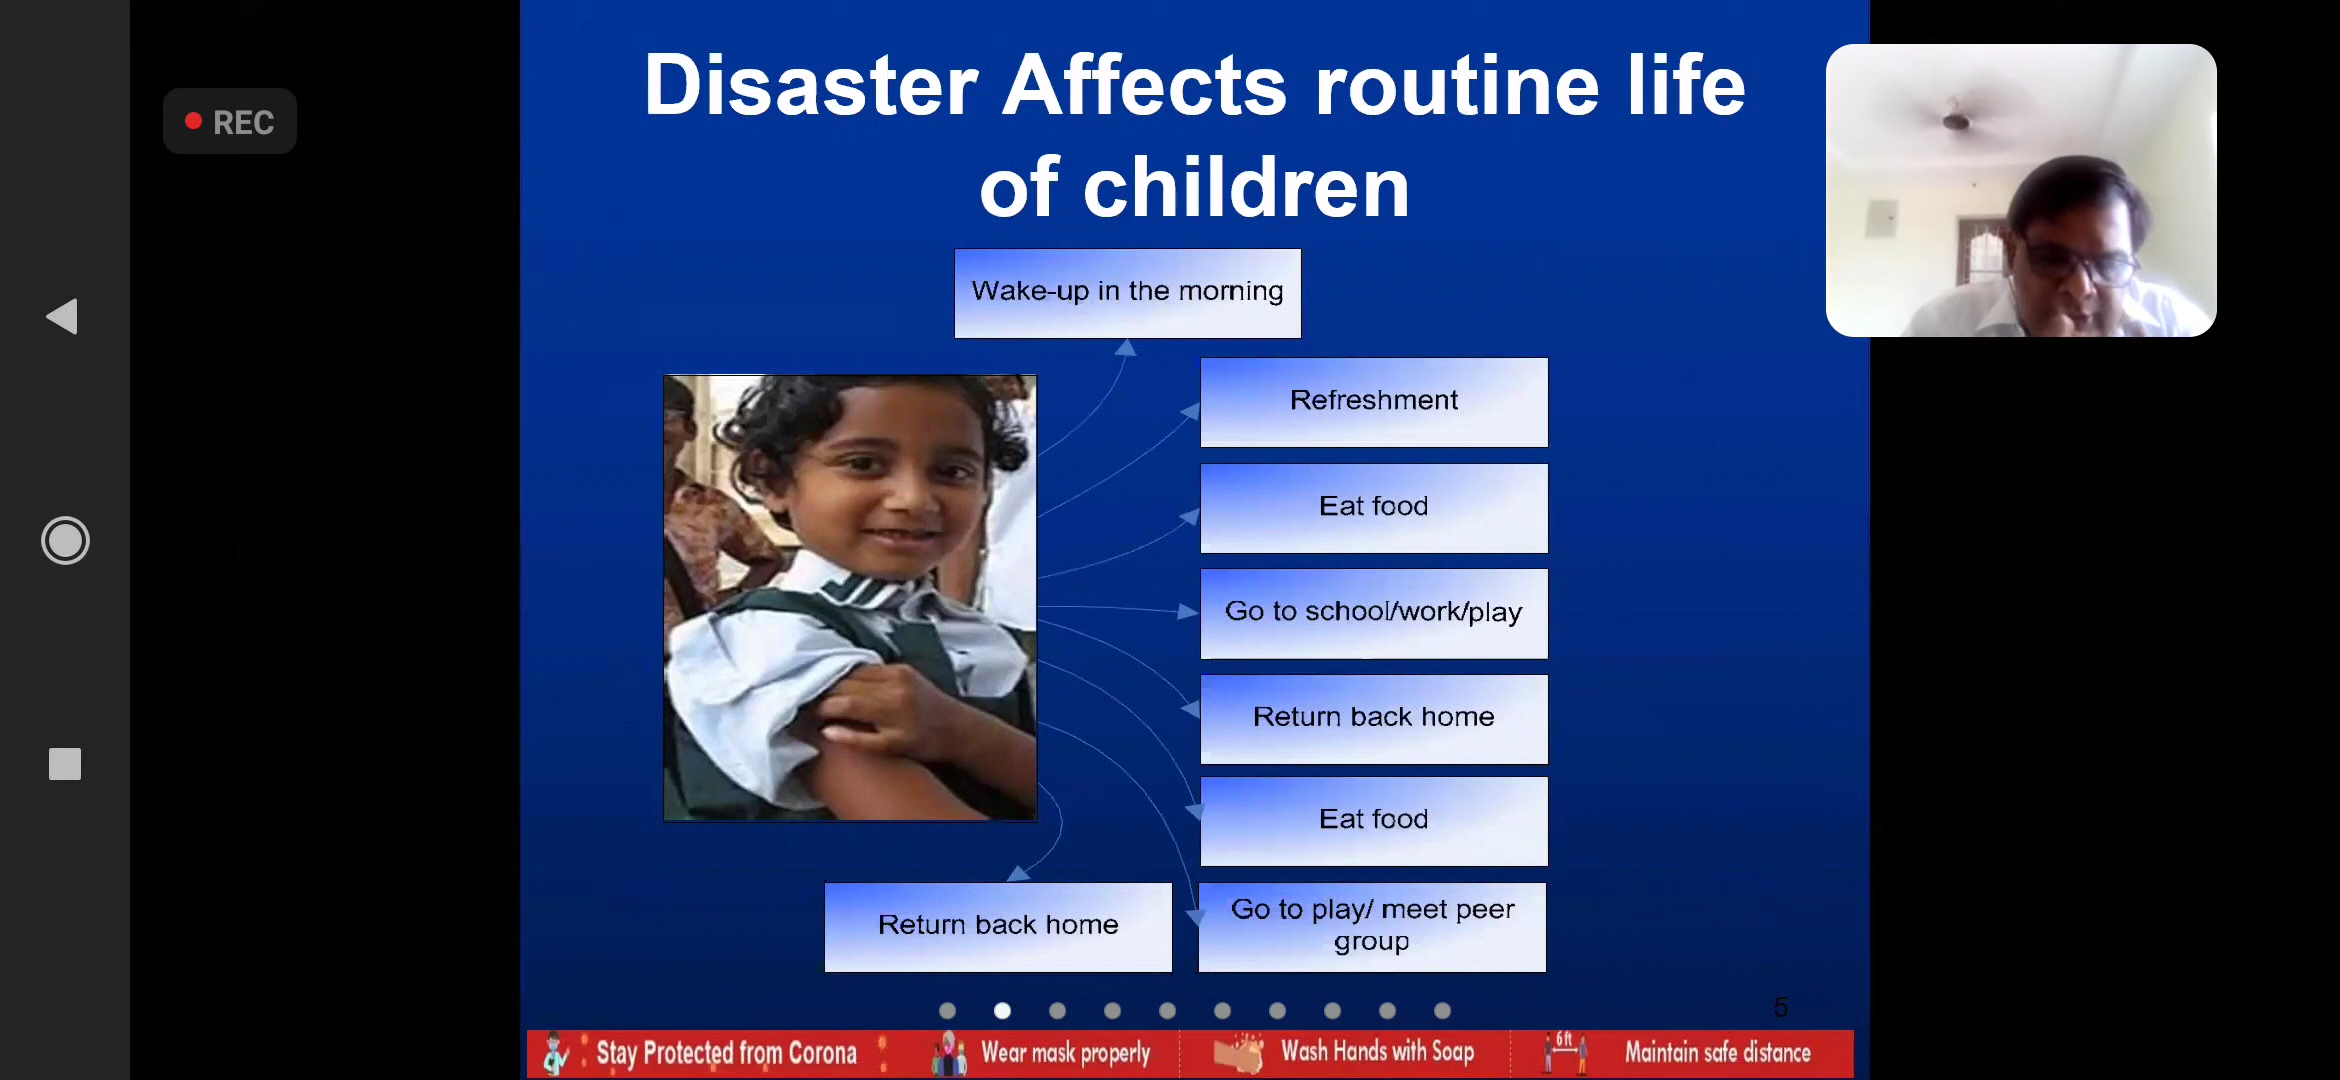 REC
Disaster Affects routine life
of children
Wake-up in the morning
Refreshment
Eat food
Go to school/work/play
Return back home
Eat food
Go to play/ meet peer
group
Return back home
5
Stay Protected from Corona
Wear mask properly
Wash Hands with Soap
6ft
Maintain safe distance